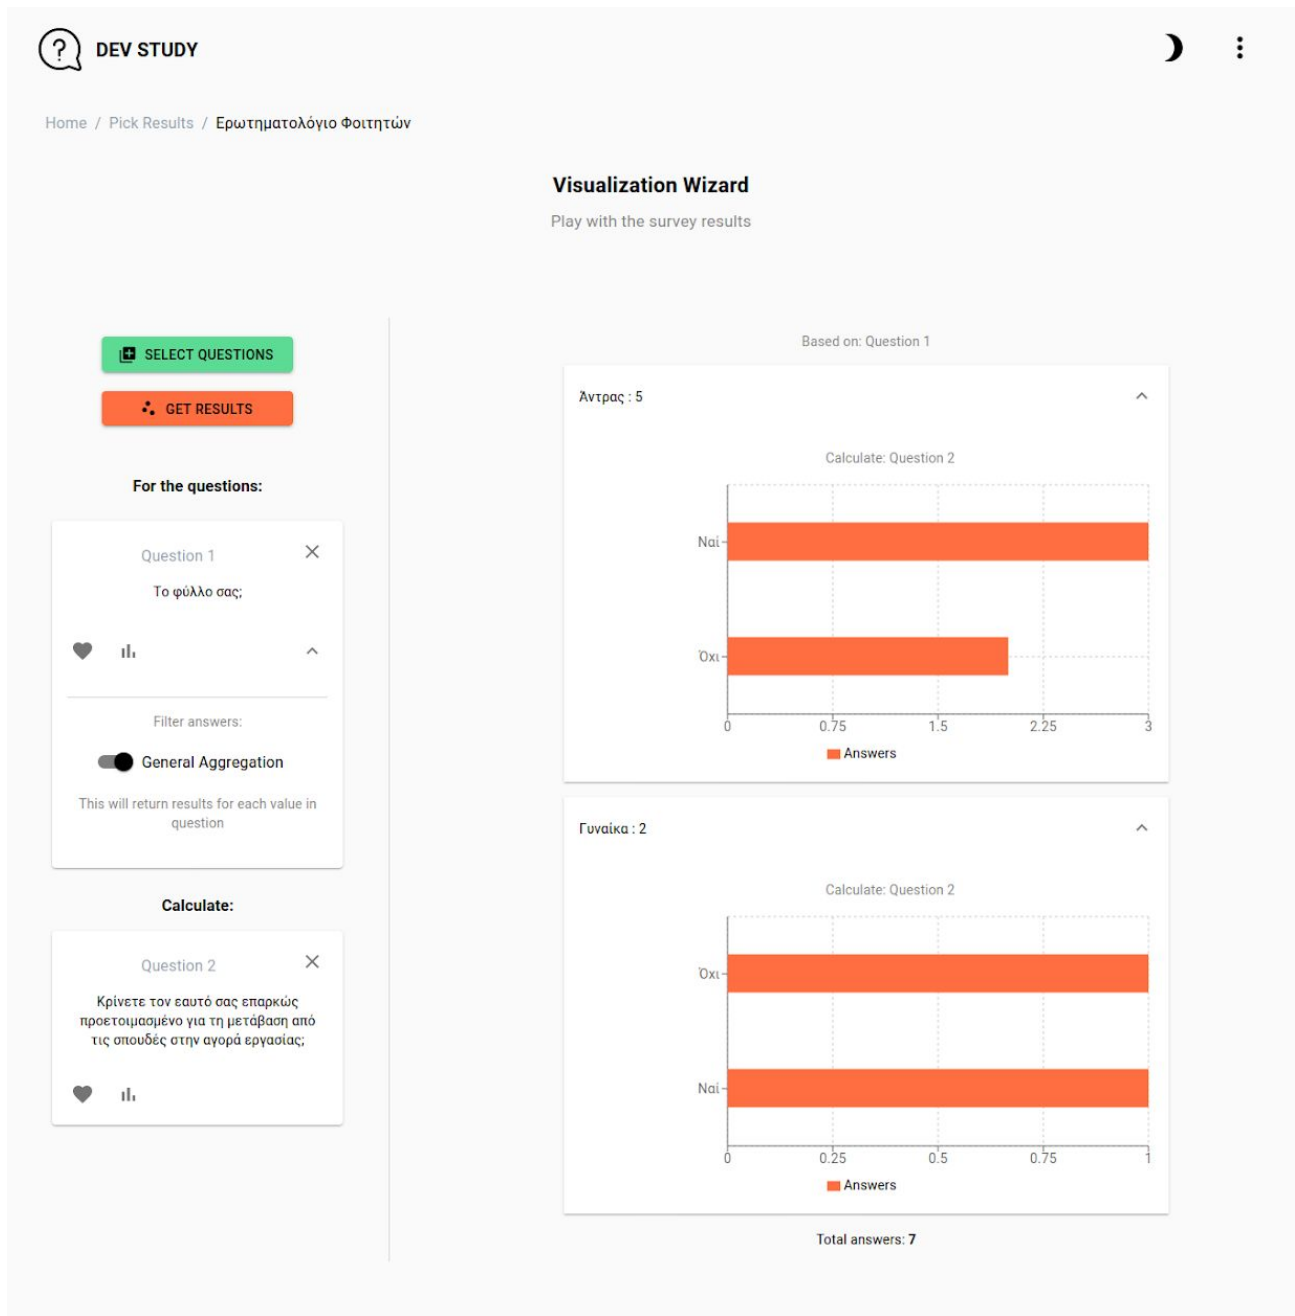 DEV STUDY
Home / Pick Results / Ερωτηματολόγιο Φοιτητών
Visualization Wizard
Play with the survey results
SELECT QUESTIONS
GET RESULTS
For the questions:
Question 1
Το φύλλο σας;
Filter answers:
General Aggregation
This will return results for each value in
question
Calculate:
Question 2
Κρίνετε τον εαυτό σας επαρκώς
προετοιμασμένο για τη μετάβαση από
τις σπουδές στην αγορά εργασίας;
Based on: Question 1
Άντρας : 5
Calculate: Question 2
Ναί
Όχι
0 0.75 1.5 2.25 3
Answers
Γυναίκα : 2
Calculate: Question 2
Όχι
Ναί
0 0.25 0.5 0.75 1
Answers
Total answers: 7